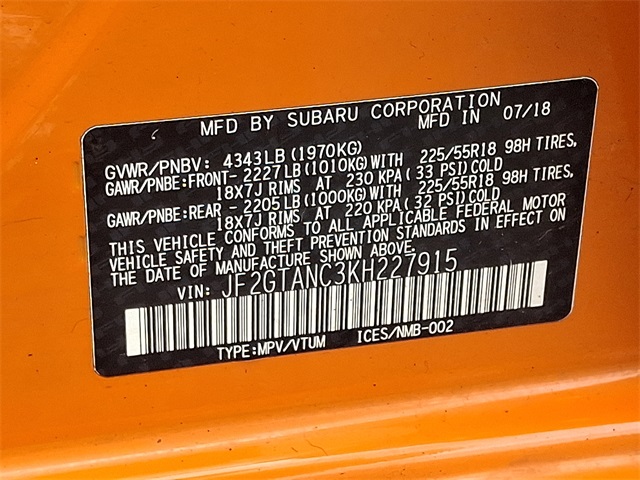 MFD BY SUBARU CORPORATION MFD IN 07/18
GVWR/PNBV: 4343LB(1970KG)
GAWR/PNBE:FRONT-2227LB(1010KG)WITH 225/55R18 98H TIRES,
18X7J RIMS AT 230 KPA(33 PSI)COLD
GAWR/PNBE:REAR -2205LB(1000KG)WITH 225/55R18 98H TIRES,
18X7J RIMS AT 220 KPA(32 PSI)COLD
THIS VEHICLE CONFORMS TO ALL APPLICABLE FEDERAL MOTOR
VEHICLE SAFETY AND THEFT PREVENTION STANDARDS IN EFFECT ON
THE DATE OF MANUFACTURE SHOWN ABOVE.
VIN: JF2GTANC3KH227915
TYPE:MPV/VTUM ICES/NMB-002